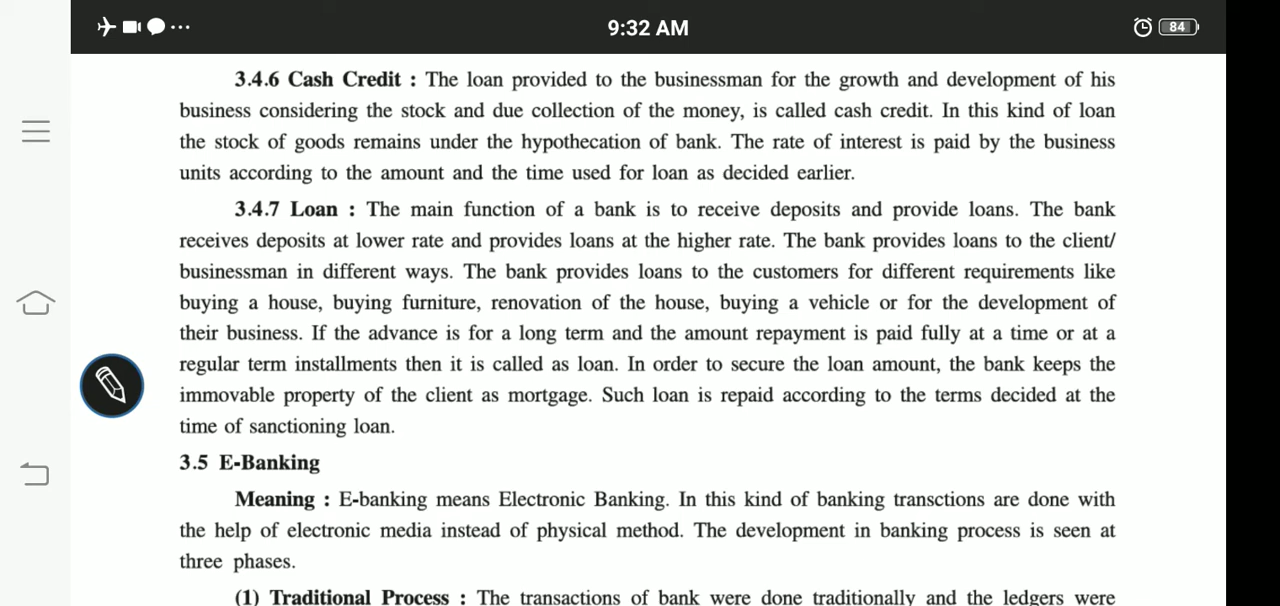 9:32 AM
84
3.4.6 Cash Credit : The loan provided to the businessman for the growth and development of his
business considering the stock and due collection of the money, is called cash credit. In this kind of loan
the stock of goods remains under the hypothecation of bank. The rate of interest is paid by the business
units according to the amount and the time used for loan as decided earlier.
3.4.7 Loan : The main function of a bank is to receive deposits and provide loans. The bank
receives deposits at lower rate and provides loans at the higher rate. The bank provides loans to the client/
businessman in different ways. The bank provides loans to the customers for different requirements like
buying a house, buying furniture, renovation of the house, buying a vehicle or for the development of
their business. If the advance is for a long term and the amount repayment is paid fully at a time or at a
regular term installments then it is called as loan. In order to secure the loan amount, the bank keeps the
immovable property of the client as mortgage. Such loan is repaid according to the terms decided at the
time of sanctioning loan.
3.5 E-Banking
Meaning : E-banking means Electronic Banking. In this kind of banking transctions are done with
the help of electronic media instead of physical method. The development in banking process is seen at
three phases.
(1) Traditional Process : The transactions of bank were done traditionally and the ledgers were